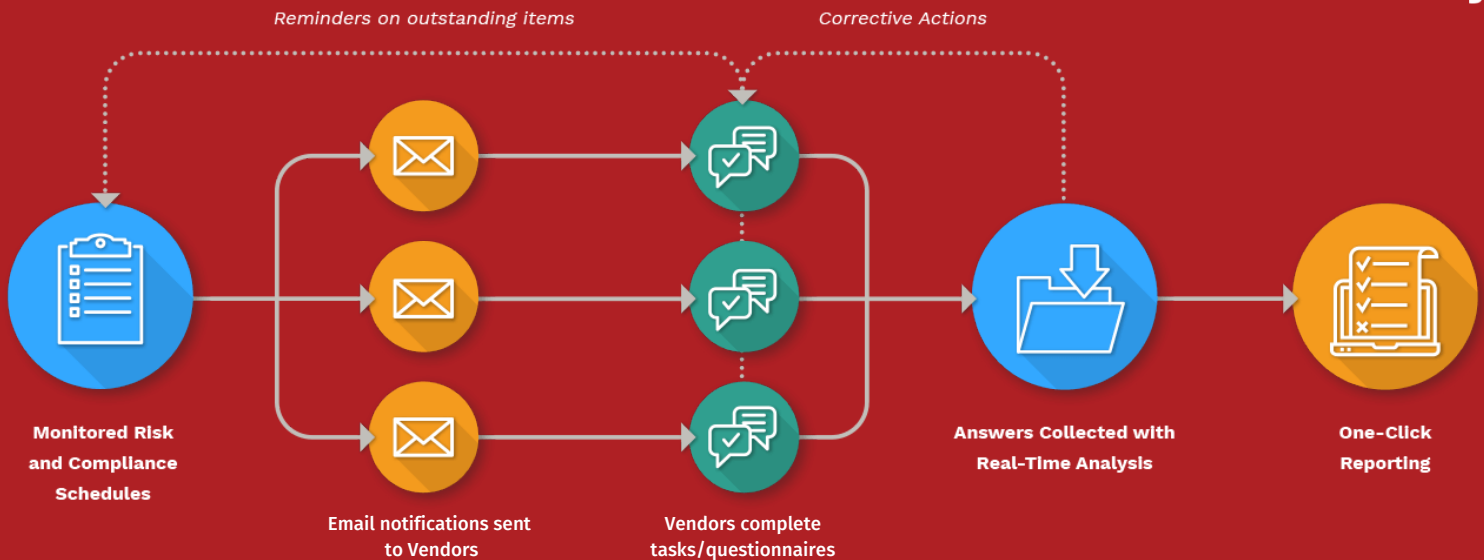 Reminders on outstanding items
Corrective Actions
Monitored Risk
and Compliance
Schedules
Email notifications sent
to Vendors
Vendors complete
tasks/questionnaires
Answers Collected with
Real-Time Analysis
One-Click
Reporting